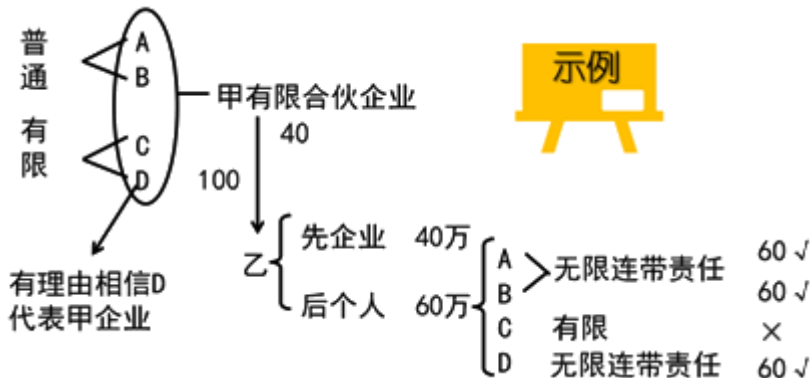 示例
普通
A
B
有限
C
D
甲有限合伙企业
40
100
乙
有理由相信D
代表甲企业
先企业 40万
后个人 60万
A
B
无限连带责任
60 √
60 √
C 有限 ×
D 无限连带责任 60 √